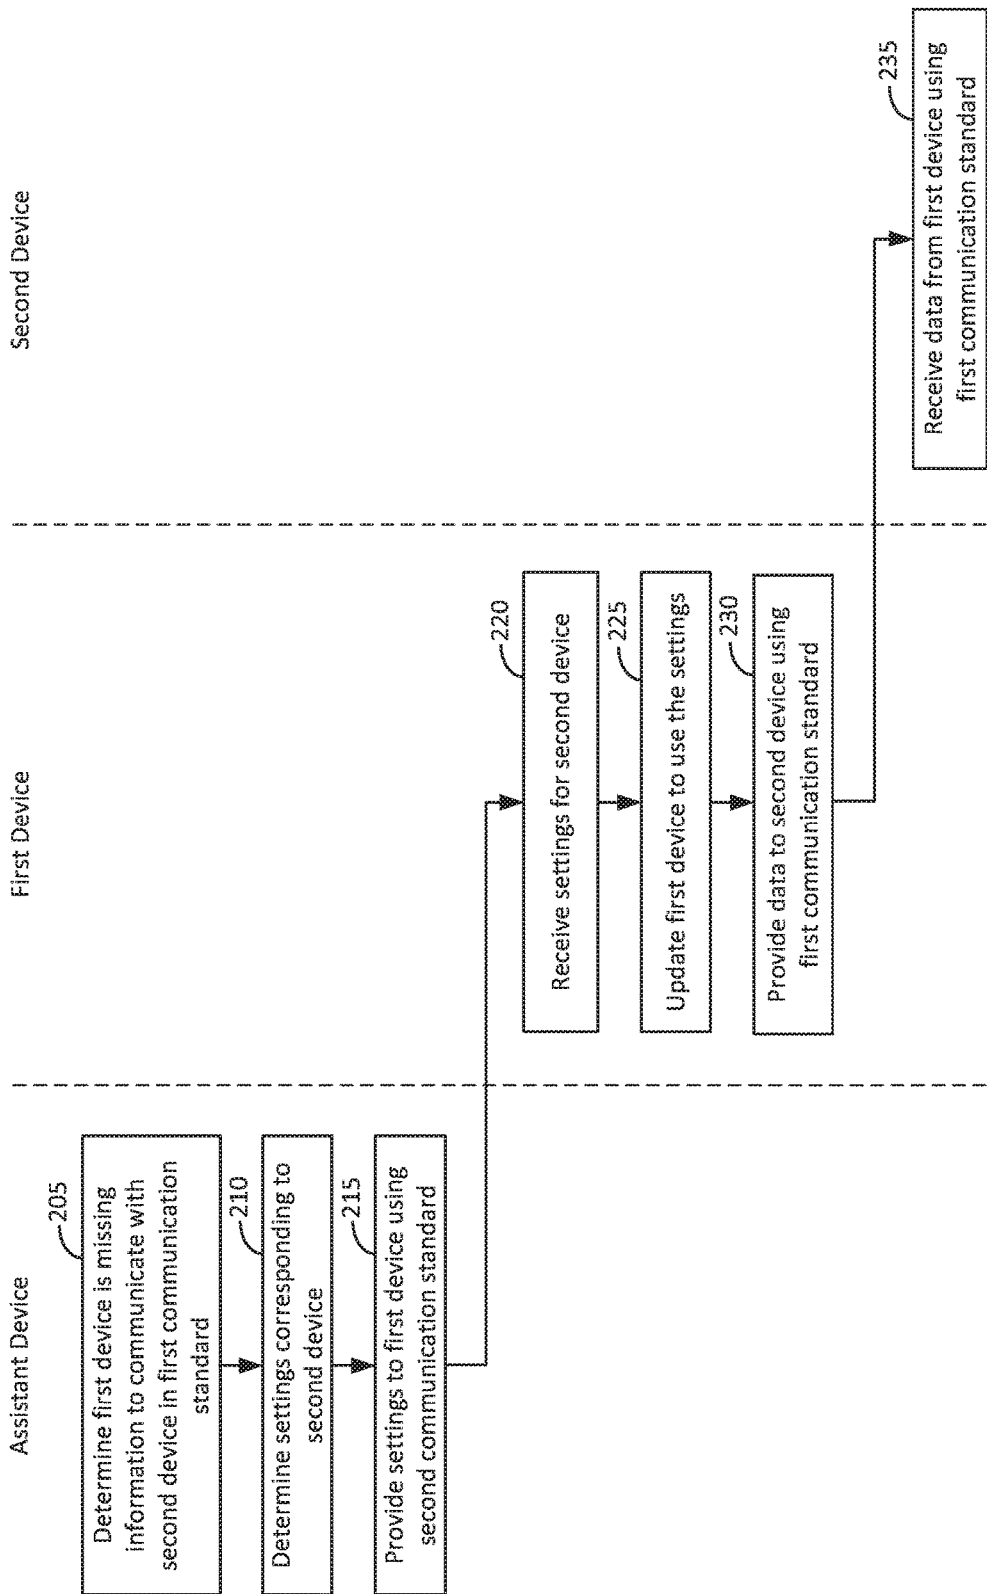 Assistant Device
First Device
Second Device
205
Determine first device is missing
information to communicate with
second device in first communication
standard
210
Determine settings corresponding to
second device
215
Provide settings to first device using
second communication standard
220
Receive settings for second device
225
Update first device to use the settings
230
Provide data to second device using
first communication standard
235
Receive data from first device using
first communication standard